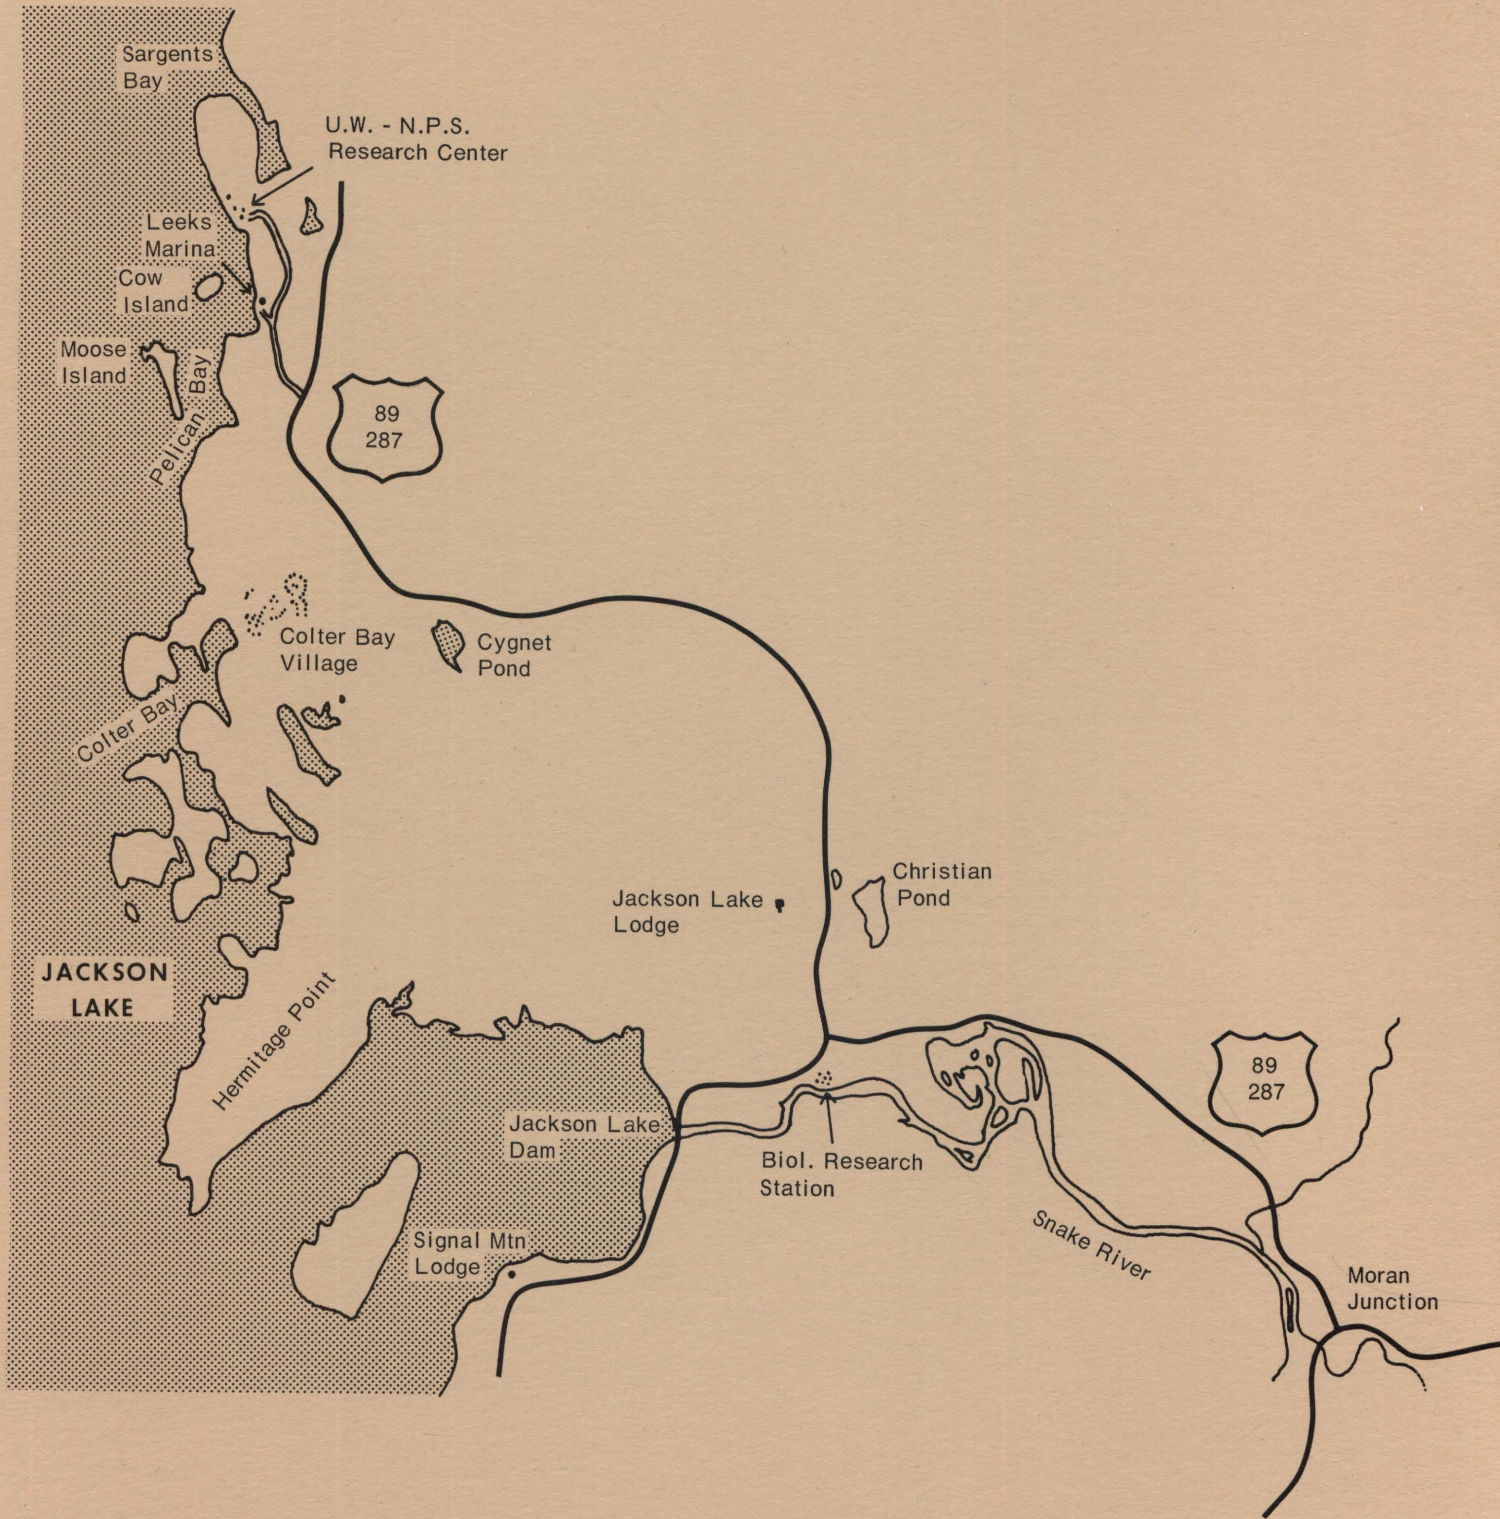 Sargents
Bay
U.W. - N.P.S.
Research Center
Leeks
Marina
Cow
Island
Moose
Island
Pelican Bay
89
287
Colter Bay
Village
Cygnet
Pond
Colter Bay
Christian
Pond
Jackson Lake
Lodge
JACKSON
LAKE
Hermitage Point
89
287
Jackson Lake
Dam
Biol. Research
Station
Snake River
Signal Mtn
Lodge
Moran
Junction